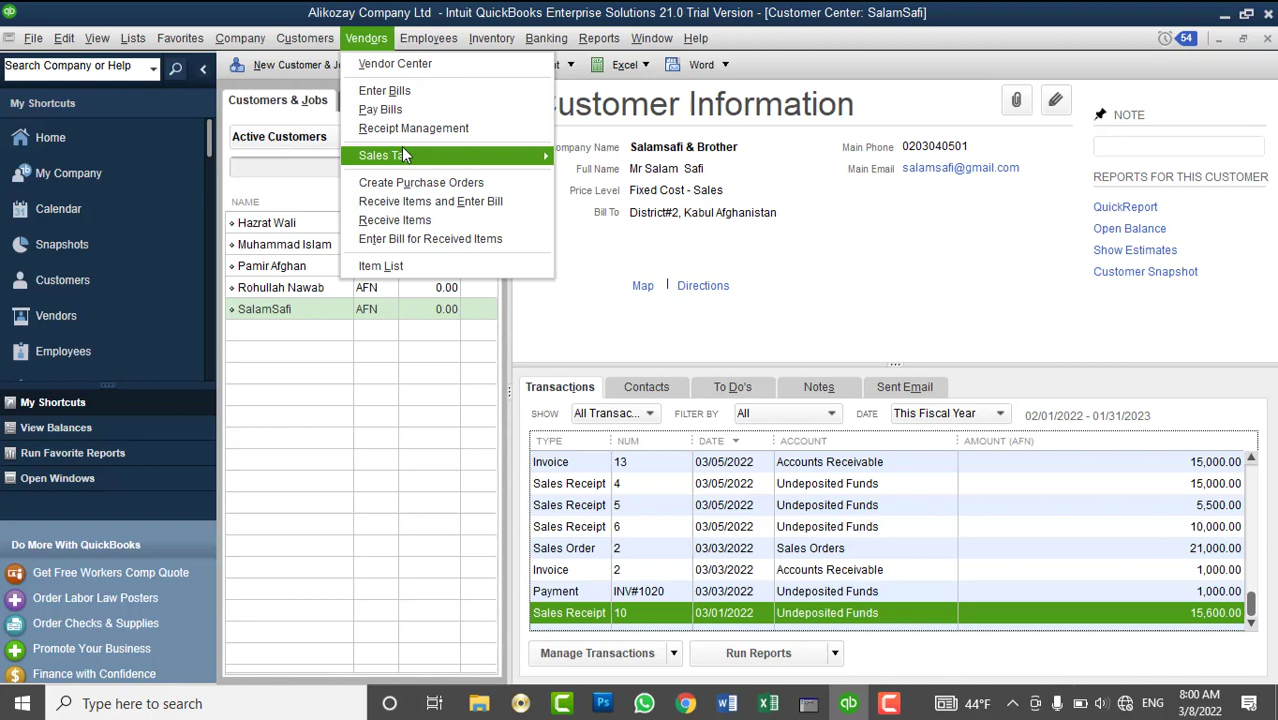 Alikozay Company Ltd - Intuit QuickBooks Enterprise Solutions 21.0 Trial Version - [Customer Center: SalamSafi]
File Edit View Lists Favorites Company Customers Vendors Employees Inventory Banking Reports Window Help 54
Search Company or Help
New Customer & Excel Word
My Shortcuts
Home
My Company
Calendar
Snapshots
Customers
Vendors
Employees
My Shortcuts
View Balances
Run Favorite Reports
Open Windows
Do More With QuickBooks
Get Free Workers Comp Quote
Order Labor Law Posters
Order Checks & Supplies
Promote Your Business
Finance with Confidence
Customers & Jobs
Active Customers
NAME
Hazrat Wali
Muhammad Islam
Pamir Afghan
Rohullah Nawab AFN 0.00
SalamSafi AFN 0.00
Vendor Center
Enter Bills
Pay Bills
Receipt Management
Sales
Create Purchase Orders
Receive Items and Enter Bill
Receive Items
Enter Bill for Received Items
Item List
ustomer Information
ompany Name Salamsafi & Brother
Full Name Mr Salam Safi
Price Level Fixed Cost - Sales
Bill To District#2, Kabul Afghanistan
Main Phone 0203040501
Main Email salamsafi@gmail.com
Map | Directions
NOTE
REPORTS FOR THIS CUSTOMER
QuickReport
Open Balance
Show Estimates
Customer Snapshot
Transactions Contacts To Do's Notes Sent Email
SHOW All Transac... FILTER BY All DATE This Fiscal Year 02/01/2022 - 01/31/2023
TYPE NUM DATE ACCOUNT AMOUNT (AFN)
Invoice 13 03/05/2022 Accounts Receivable 15,000.00
Sales Receipt 4 03/05/2022 Undeposited Funds 15,000.00
Sales Receipt 5 03/05/2022 Undeposited Funds 5,500.00
Sales Receipt 6 03/05/2022 Undeposited Funds 10,000.00
Sales Order 2 03/03/2022 Sales Orders 21,000.00
Invoice 2 03/03/2022 Accounts Receivable 1,000.00
Payment INV#1020 03/03/2022 Undeposited Funds 1,000.00
Sales Receipt 10 03/01/2022 Undeposited Funds 15,600.00
Manage Transactions Run Reports
Type here to search
44°F ENG 8:00 AM
3/8/2022